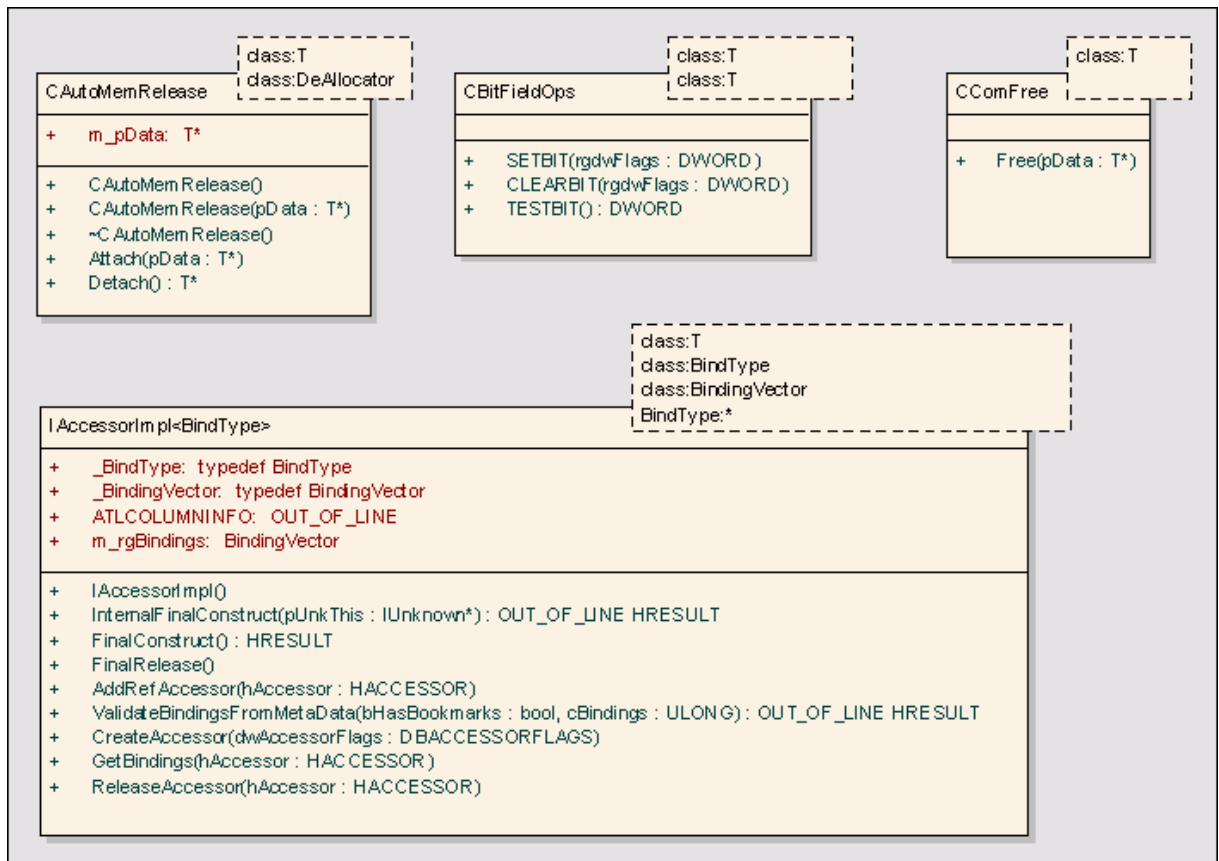 class:T
class:DeAllocator
CAutoMemRelease
+ m_pData: T*
+ CAutoMemRelease()
+ CAutoMemRelease(pData : T*)
+ ~CAutoMemRelease()
+ Attach(pData : T*)
+ Detach() : T*
class:T
class:T
CBitFieldOps
+ SETBIT(rgdwFlags : DWORD)
+ CLEARBIT(rgdwFlags : DWORD)
+ TESTBIT() : DWORD
class:T
CComFree
+ Free(pData : T*)
class:T
class:BindType
class:BindingVector
BindType:*
IAccessorImpl<BindType>
+ _BindType: typedef BindType
+ _BindingVector: typedef BindingVector
+ ATLCOLUMNINFO: OUT_OF_LINE
+ m_rgBindings: BindingVector
+ IAccessorImpl()
+ InternalFinalConstruct(pUnkThis : IUnknown*) : OUT_OF_LINE HRESULT
+ FinalConstruct() : HRESULT
+ FinalRelease()
+ AddRefAccessor(hAccessor : HACCESSOR)
+ ValidateBindingsFromMetaData(bHasBookmarks : bool, cBindings : ULONG) : OUT_OF_LINE HRESULT
+ CreateAccessor(dwAccessorFlags : DBACCESSORFLAGS)
+ GetBindings(hAccessor : HACCESSOR)
+ ReleaseAccessor(hAccessor : HACCESSOR)